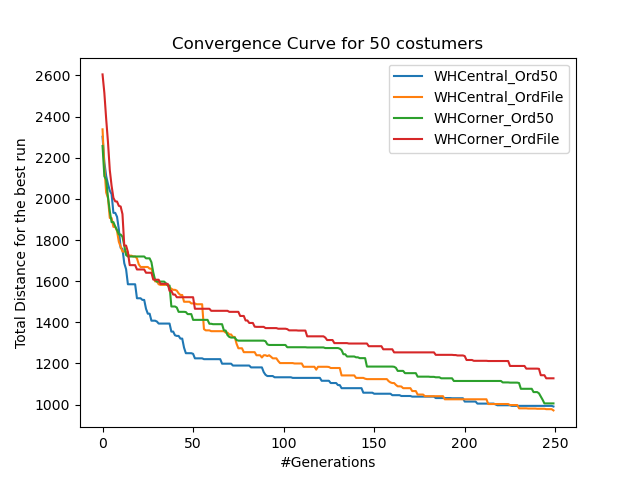 Convergence Curve for 50 costumers
WHCentral_Ord50
WHCentral_OrdFile
WHCorner_Ord50
WHCorner_OrdFile
Total Distance for the best run
2600
2400
2200
2000
1800
1600
1400
1200
1000
0 50 100 150 200 250
#Generations